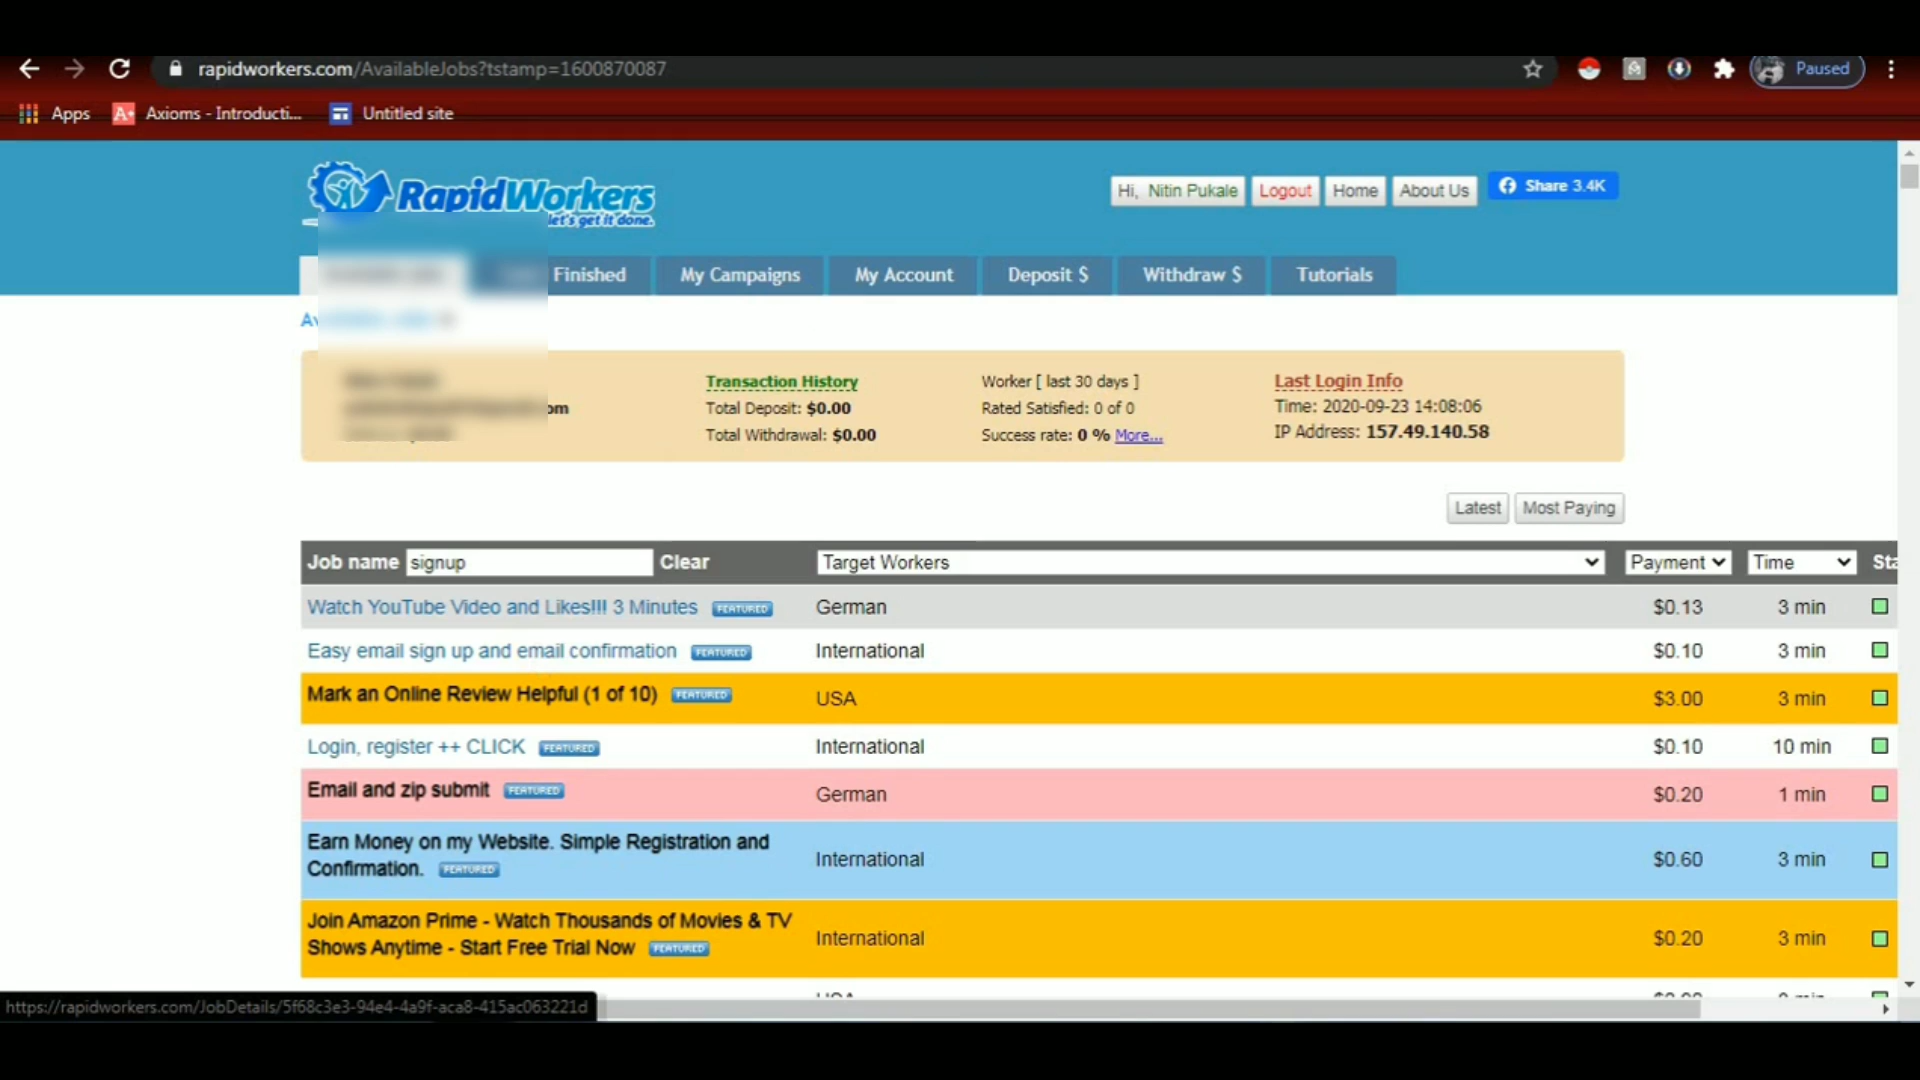 rapidworkers.com/AvailableJobs?tstamp=1600870087
Paused
Apps
Axioms - Introducti...
Untitled site
RapidWorkers
let's get it done.
Hi, Nitin Pukale
Logout
Home
About Us
Share 3.4K
Finished
My Campaigns
My Account
Deposit $
Withdraw $
Tutorials
Av
om
Transaction History
Total Deposit: $0.00
Total Withdrawal: $0.00
Worker [ last 30 days ]
Rated Satisfied: 0 of 0
Success rate: 0 % More...
Last Login Info
Time: 2020-09-23 14:08:06
IP Address: 157.49.140.58
Latest
Most Paying
Job name signup Clear Target Workers Payment Time Sta
Watch YouTube Video and Likes!!! 3 Minutes FEATURED German $0.13 3 min
Easy email sign up and email confirmation FEATURED International $0.10 3 min
Mark an Online Review Helpful (1 of 10) FEATURED USA $3.00 3 min
Login, register ++ CLICK FEATURED International $0.10 10 min
Email and zip submit FEATURED German $0.20 1 min
Earn Money on my Website. Simple Registration and
Confirmation. FEATURED International $0.60 3 min
Join Amazon Prime - Watch Thousands of Movies & TV
Shows Anytime - Start Free Trial Now FEATURED International $0.20 3 min
https://rapidworkers.com/JobDetails/5f68c3e3-94e4-4a9f-aca8-415ac063221d